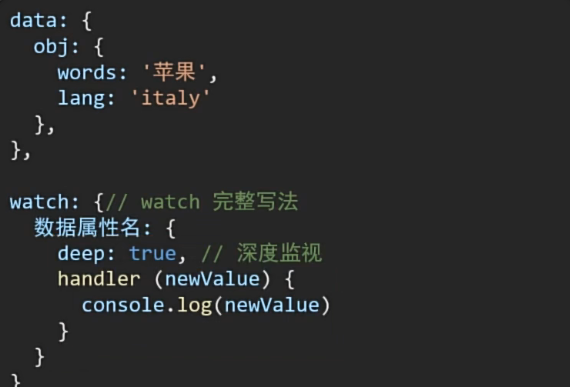 data: {
  obj: {
    words: '苹果',
    lang: 'italy'
  },
},

watch: {// watch 完整写法
  数据属性名: {
    deep: true, // 深度监视
    handler (newValue) {
      console.log(newValue)
    }
  }
}